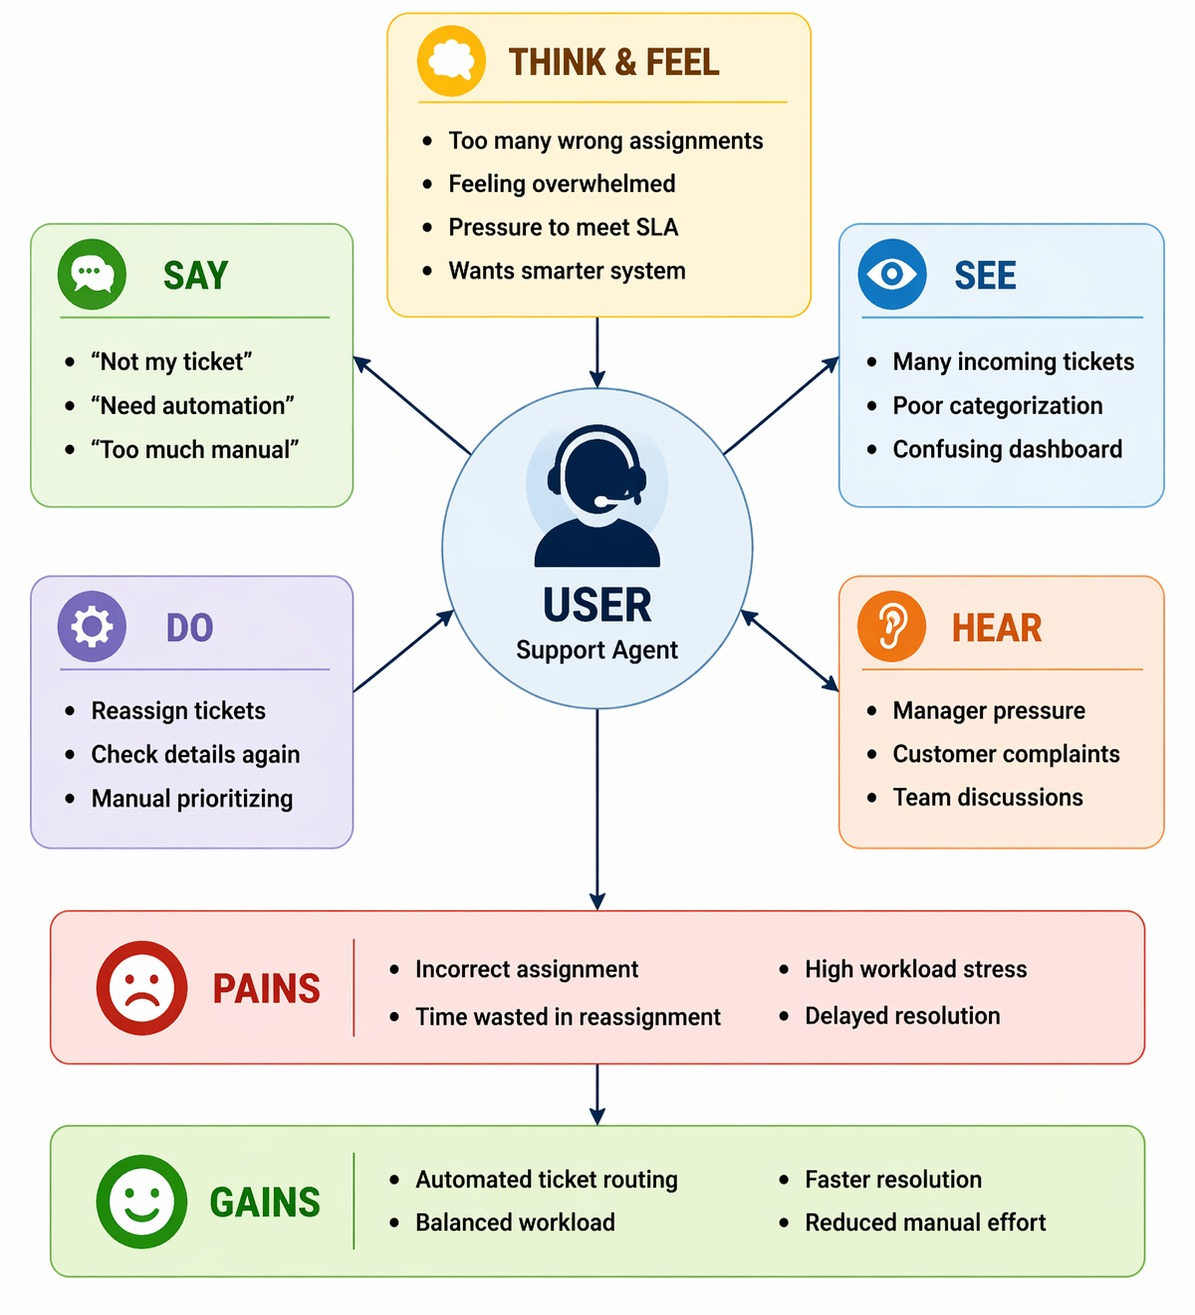 THINK & FEEL
• Too many wrong assignments
• Feeling overwhelmed
• Pressure to meet SLA
• Wants smarter system
SAY
• “Not my ticket”
• “Need automation”
• “Too much manual”
SEE
• Many incoming tickets
• Poor categorization
• Confusing dashboard
USER
Support Agent
DO
• Reassign tickets
• Check details again
• Manual prioritizing
HEAR
• Manager pressure
• Customer complaints
• Team discussions
PAINS
• Incorrect assignment
• Time wasted in reassignment
• High workload stress
• Delayed resolution
GAINS
• Automated ticket routing
• Balanced workload
• Faster resolution
• Reduced manual effort